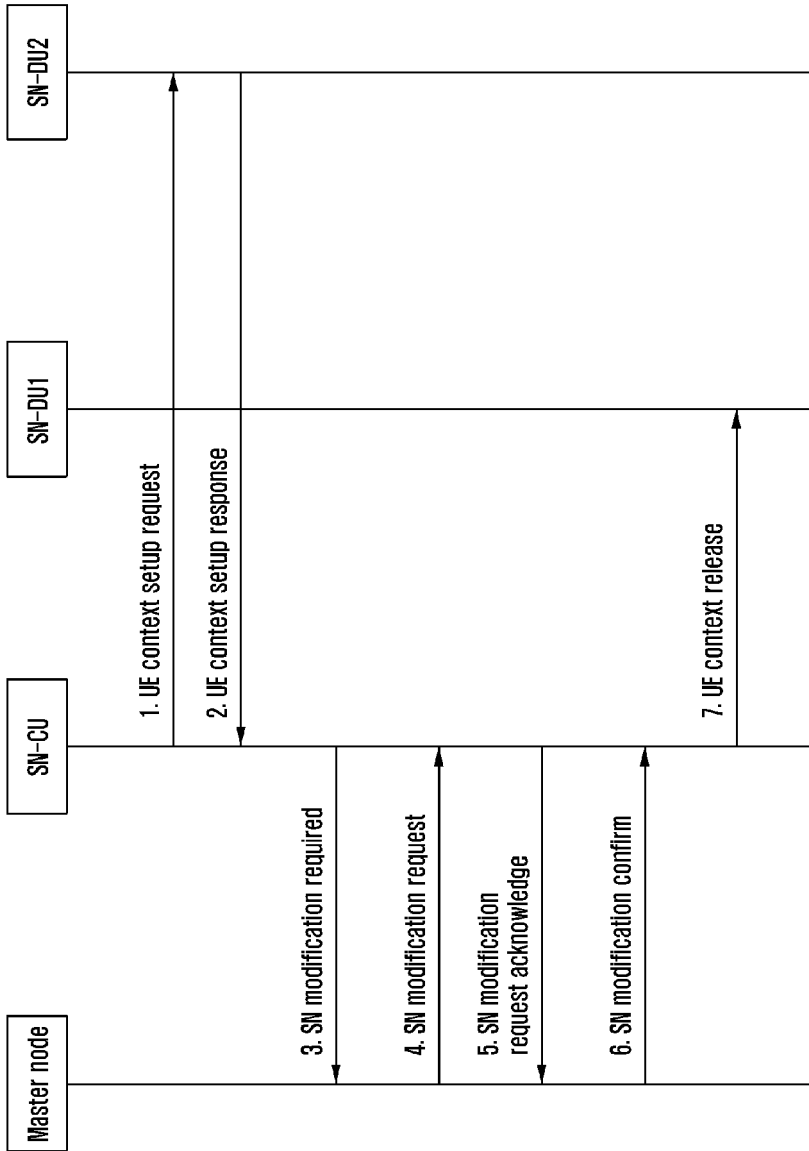 Master node
SN-CU
SN-DU1
SN-DU2
1. UE context setup request
2. UE context setup response
3. SN modification required
4. SN modification request
5. SN modification
request acknowledge
6. SN modification confirm
7. UE context release